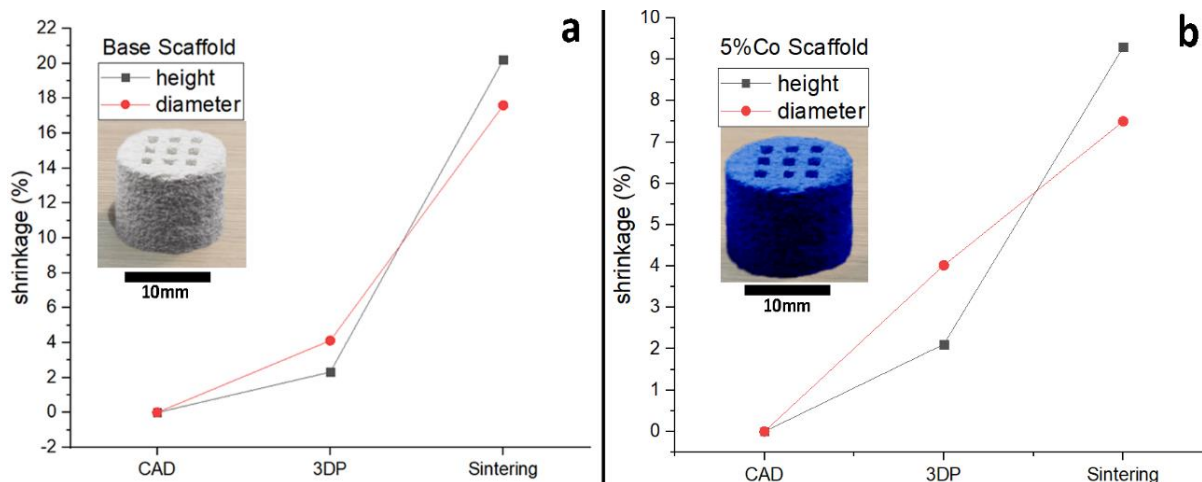 a
Base Scaffold
height
diameter
10mm
shrinkage (%)
22
20
18
16
14
12
10
8
6
4
2
0
-2
CAD
3DP
Sintering
b
5%Co Scaffold
height
diameter
10mm
shrinkage (%)
10
9
8
7
6
5
4
3
2
1
0
CAD
3DP
Sintering